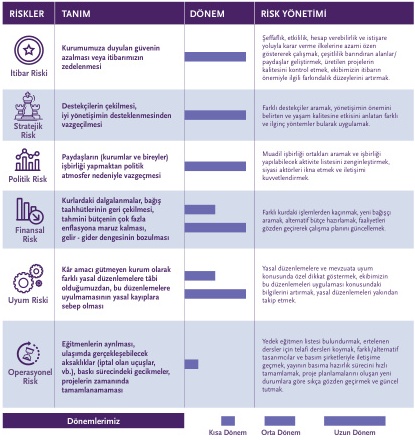 RİSKLER TANIM DÖNEM RİSK YÖNETİMİ
İtibar Riski
Kurumumuza duyulan güvenin
azalması veya itibarımızın
zedelenmesi
Şeffaflık, etkililik, hesap verebilirlik ve istişare
yoluyla karar verme ilkelerine azami özen
göstererek çalışmak, çeşitlilik barındıran alanlar/
paydaşlar geliştirmek, üretilen projelerin
kalitesini kontrol etmek, ekibimizin itibarın
önemiyle ilgili farkındalık düzeylerini artırmak.
Stratejik
Risk
Destekçilerin çekilmesi,
iyi yönetimin desteklenmesinden
vazgeçilmesi
Farklı destekçiler aramak, yönetişimin önemini
belirten ve yaşam kalitesine etkisini anlatan farklı
ve ilginç yöntemler bularak uygulamak.
Politik Risk
Paydaşların (kurumlar ve bireyler)
işbirliği yapmaktan politik
atmosfer nedeniyle vazgeçmesi
Muadil işbirliği ortakları aramak ve işbirliği
yapılabilecek aktivite listesini zenginleştirmek,
siyasi aktörleri ikna etmek ve iletişimi
kuvvetlendirmek.
Finansal
Risk
Kurlardaki dalgalanmalar, bağış
taahhütlerinin geri çekilmesi,
tahmini bütçenin çok fazla
enflasyona maruz kalması,
gelir - gider dengesinin bozulması
Farklı kurdaki işlemlerden kaçınmak, yeni bağışçı
aramak, alternatif bütçe hazırlamak, faaliyetleri
gözden geçirerek çalışma planını güncellemek.
Uyum Riski
Kâr amacı gütmeyen kurum olarak
farklı yasal düzenlemelere tâbi
olduğumuzdan, bu düzenlemelere
uyulmamasının yasal kayıplara
sebep olması
Yasal düzenlemelere ve mevzuata uyum
konusunda özel dikkat göstermek, ekibimizin
bu düzenlemeleri uygulaması konusundaki
bilgilerini artırmak, yasal düzenlemeleri yakından
takip etmek.
Operasyonel
Risk
Eğitmenlerin ayrılması,
ulaşımda gerçekleşebilecek
aksaklıklar (iptal olan uçuşlar,
vb.), baskı sürecindeki gecikmeler,
projelerin zamanında
tamamlanamaması
Yedek eğitmen listesi bulundurmak, ertelenen
dersler için telafi dersleri koymak, farklı/alternatif
tasarımcılar ve basım şirketleriyle iletişime
geçmek, yayının basıma hazırlık sürecini hızlı
tamamlamak, proje planlamalarını oluşan yeni
durumlara göre sıkça gözden geçirmek ve güncel
tutmak.
Dönemlerimiz
Kısa Dönem Orta Dönem Uzun Dönem